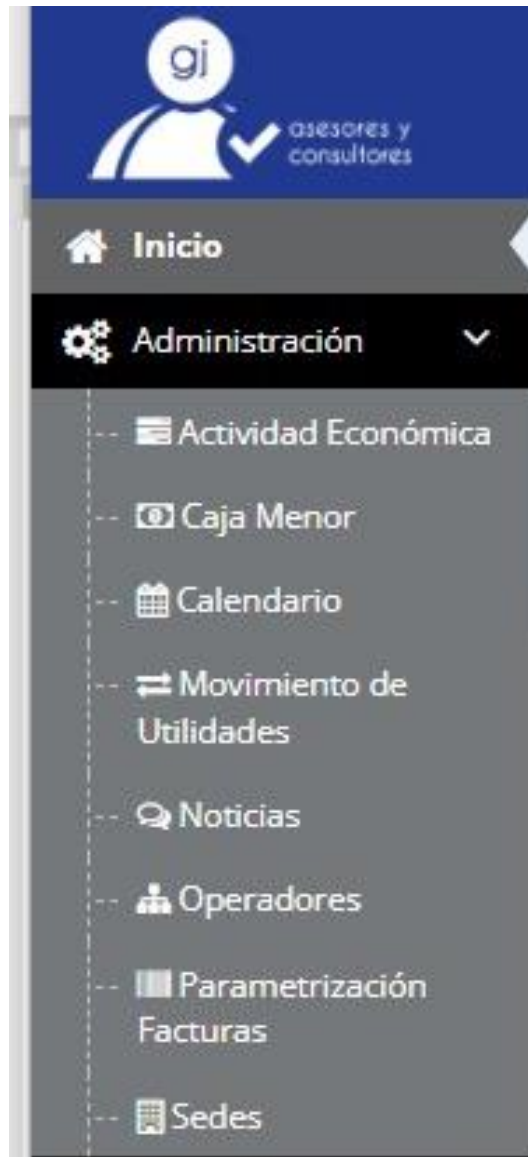 gj
asesores y
consultores
Inicio
Administración
Actividad Económica
Caja Menor
Calendario
Movimiento de
Utilidades
Noticias
Operadores
Parametrización
Facturas
Sedes